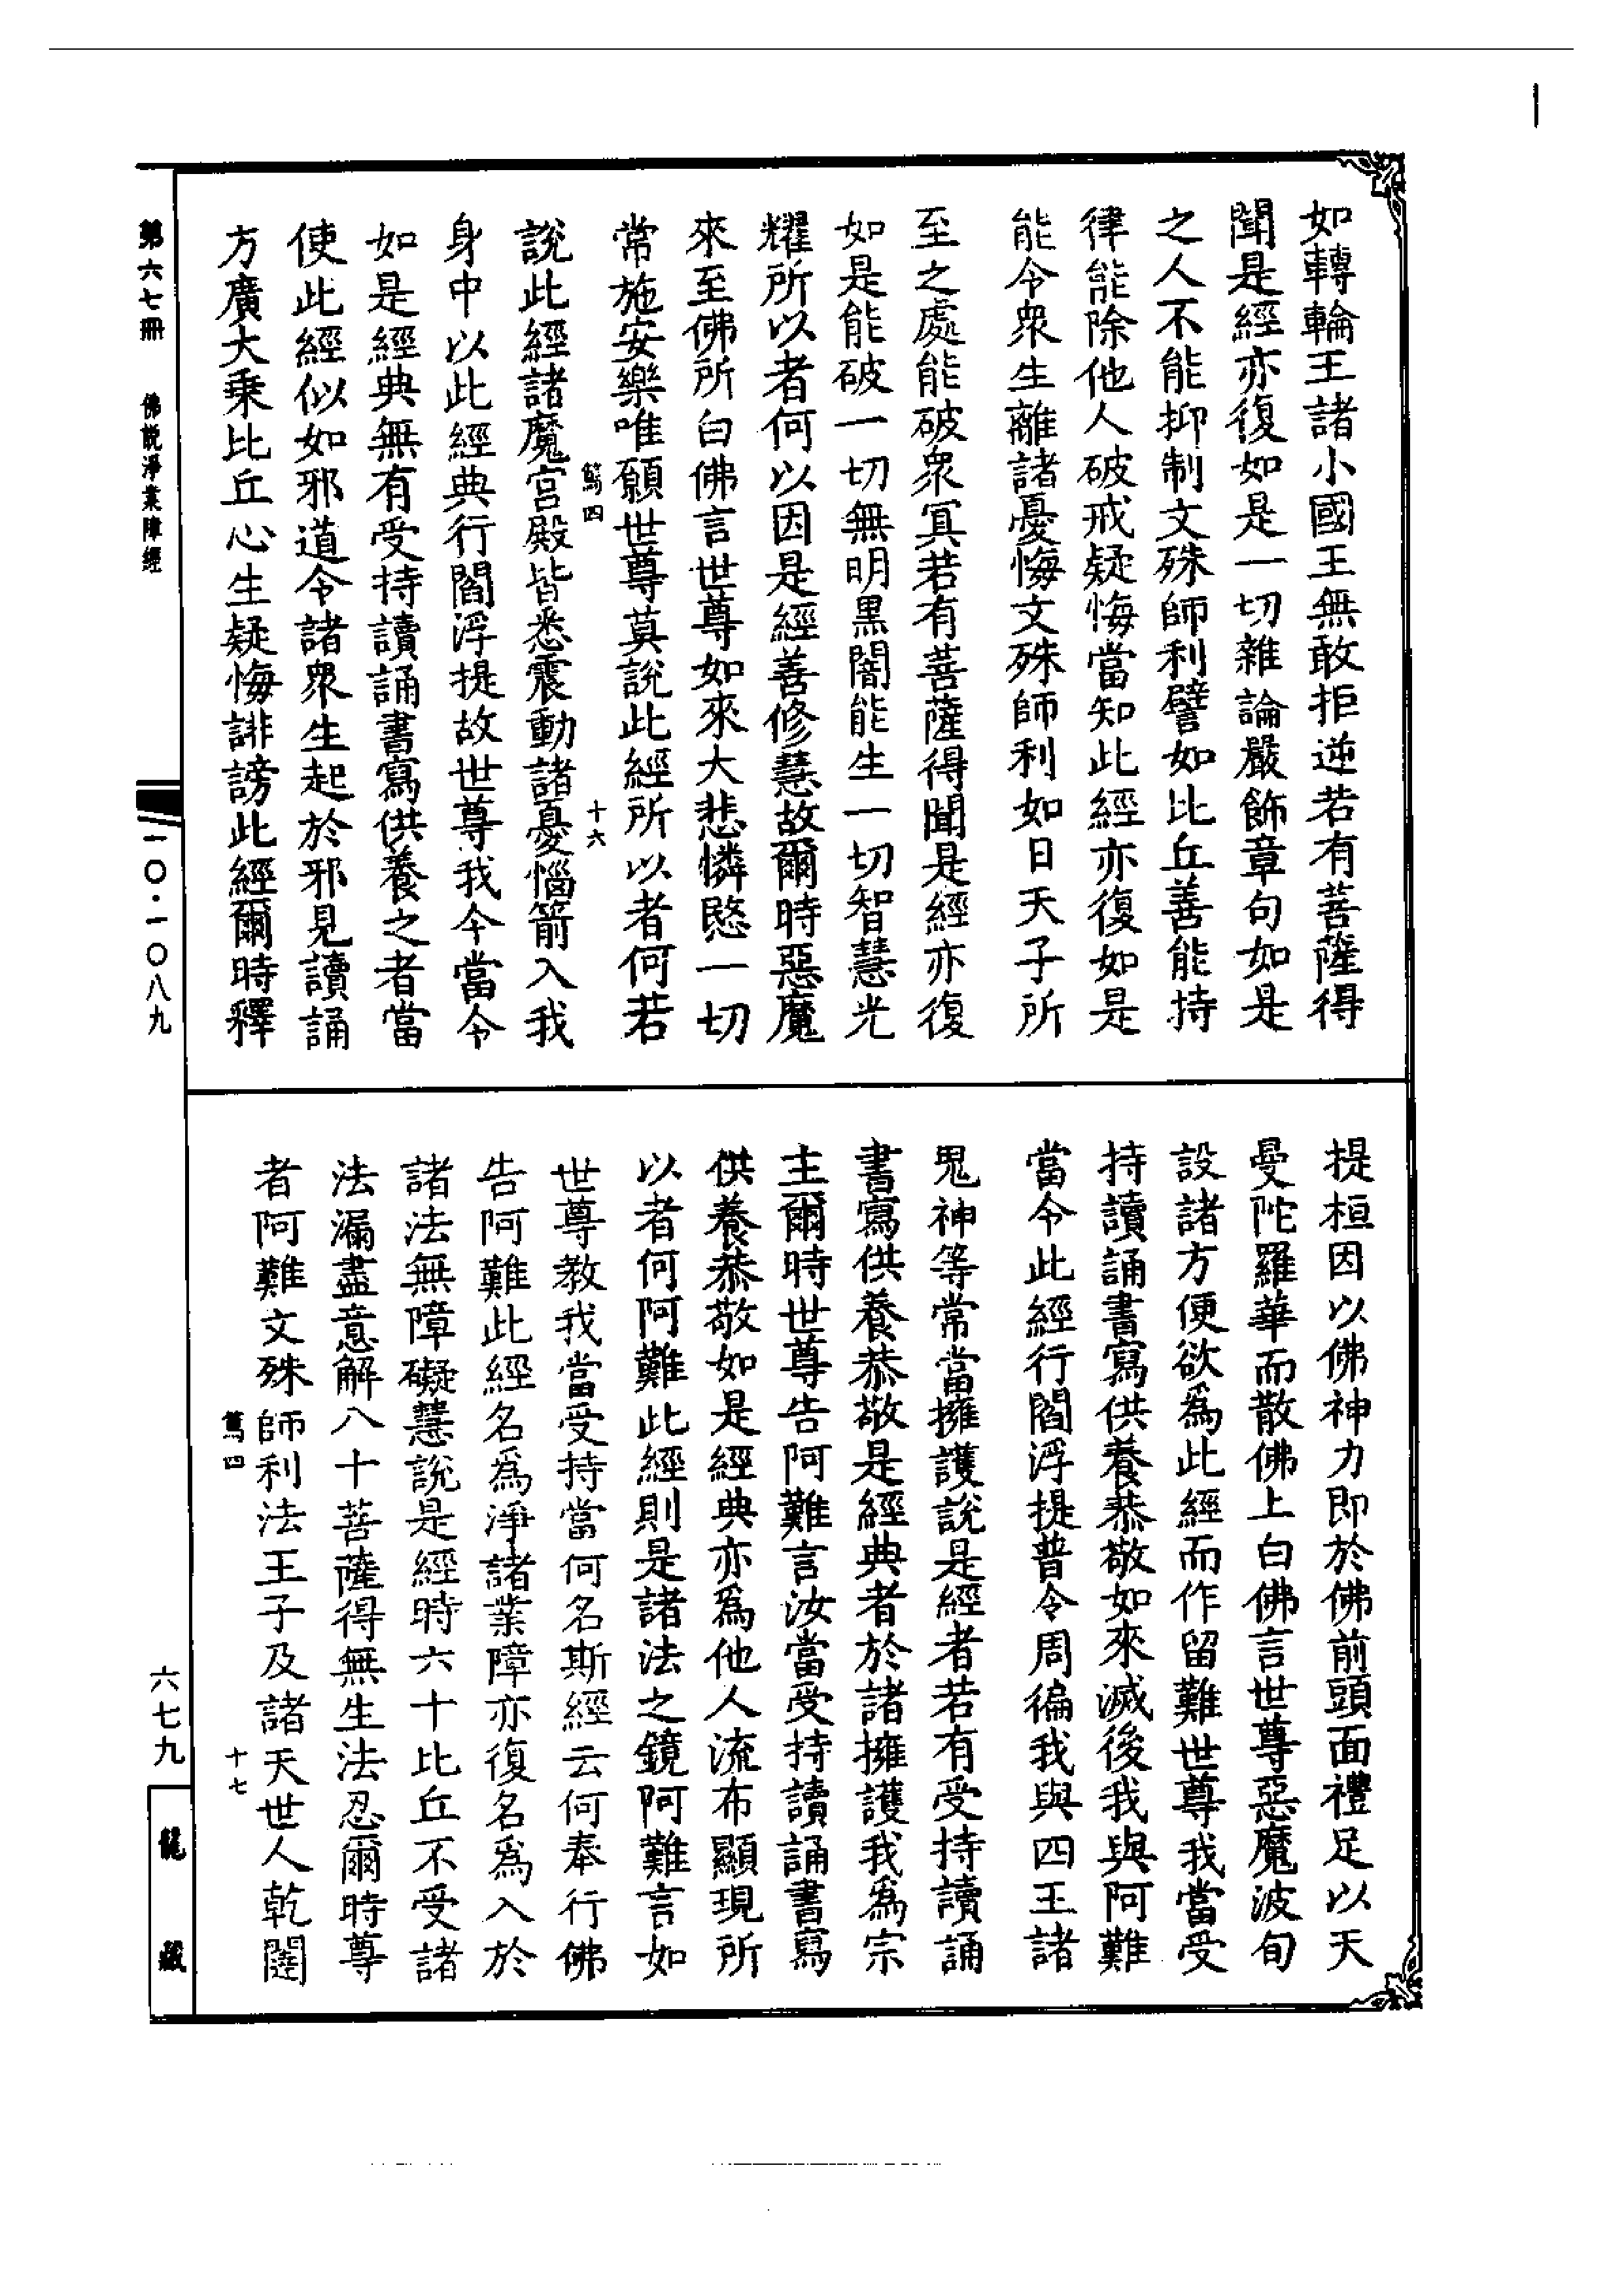 如轉輪王諸小國王無敢拒逆若有菩薩得
聞是經亦復如是一切雜論嚴飾章句如是
之人不能抑制文殊師利譬如比丘善能持
律能除他人破戒疑悔當知此經亦復如是
能令衆生離諸憂悔文殊師利如日天子所
至之處能破衆冥若有菩薩得聞是經亦復
如是能破一切無明黑闇能生一切智慧光
耀所以者何以因是經善修慧故爾時惡魔
來至佛所白佛言世尊如來大悲憐愍一切
常施安樂唯願世尊莫說此經所以者何若
篤四
十六
說此經諸魔宮殿皆悉震動諸憂惱箭入我
身中以此經典行閻浮提故世尊我今當令
如是經典無有受持讀誦書寫供養之者當
使此經似如邪道令諸衆生起於邪見讀誦
方廣大乘比丘心生疑悔誹謗此經爾時釋
提桓因以佛神力即於佛前頭面禮足以天
曼陀羅華而散佛上白佛言世尊惡魔波旬
設諸方便欲爲此經而作留難世尊我當受
持讀誦書寫供養恭敬如來滅後我與阿難
當令此經行閻浮提普令周徧我與四王諸
鬼神等常當擁護說是經者若有受持讀誦
書寫供養恭敬是經典者於諸擁護我爲宗
主爾時世尊告阿難言汝當受持讀誦書寫
供養恭敬如是經典亦爲他人流布顯現所
以者何阿難此經則是諸法之鏡阿難言如
世尊教我當受持當何名斯經云何奉行佛
告阿難此經名爲淨諸業障亦復名爲入於
諸法無障礙慧說是經時六十比丘不受諸
法漏盡意解八十菩薩得無生法忍爾時尊
者阿難文殊師利法王子及諸天世人乾闥
篤四
十七
第六七冊
佛説淨業障經
一〇·一〇八九
六七九
龍藏